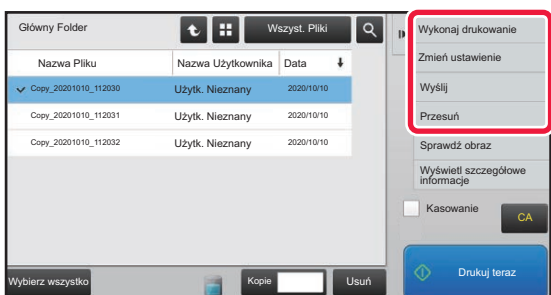 Główny Folder
Wszyst. Pliki
Nazwa Pliku
Nazwa Użytkownika
Data
Copy_20201010_112030
Użytk. Nieznany
2020/10/10
Copy_20201010_112031
Użytk. Nieznany
2020/10/10
Copy_20201010_112032
Użytk. Nieznany
2020/10/10
Wybierz wszystko
Kopie
Usuń
Wykonaj drukowanie
Zmień ustawienie
Wyślij
Przesuń
Sprawdź obraz
Wyświetl szczegółowe
informacje
Kasowanie
CA
Drukuj teraz